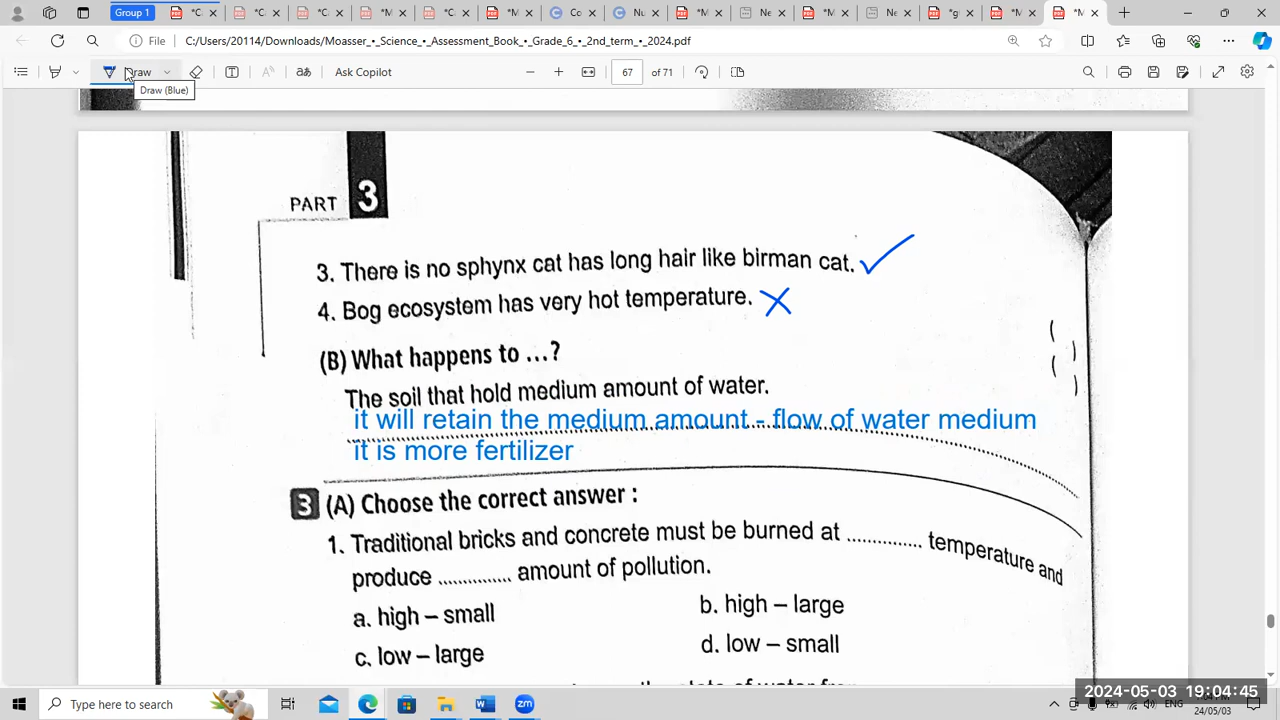 Group 1
File
C:/Users/20114/Downloads/Moasser_•_Science_•_Assessment_Book_•_Grade_6_•_2nd_term_•_2024.pdf
Draw
Ask Copilot
67 of 71
Draw (Blue)
PART 3
3. There is no sphynx cat has long hair like birman cat.
4. Bog ecosystem has very hot temperature.
(B) What happens to ...?
The soil that hold medium amount of water.
it will retain the medium amount - flow of water medium
it is more fertilizer
3 (A) Choose the correct answer :
1. Traditional bricks and concrete must be burned at ............. temperature and
produce ............. amount of pollution.
a. high – small
b. high – large
c. low – large
d. low – small
Type here to search
ENG
24/05/03
2024-05-03 19:04:45